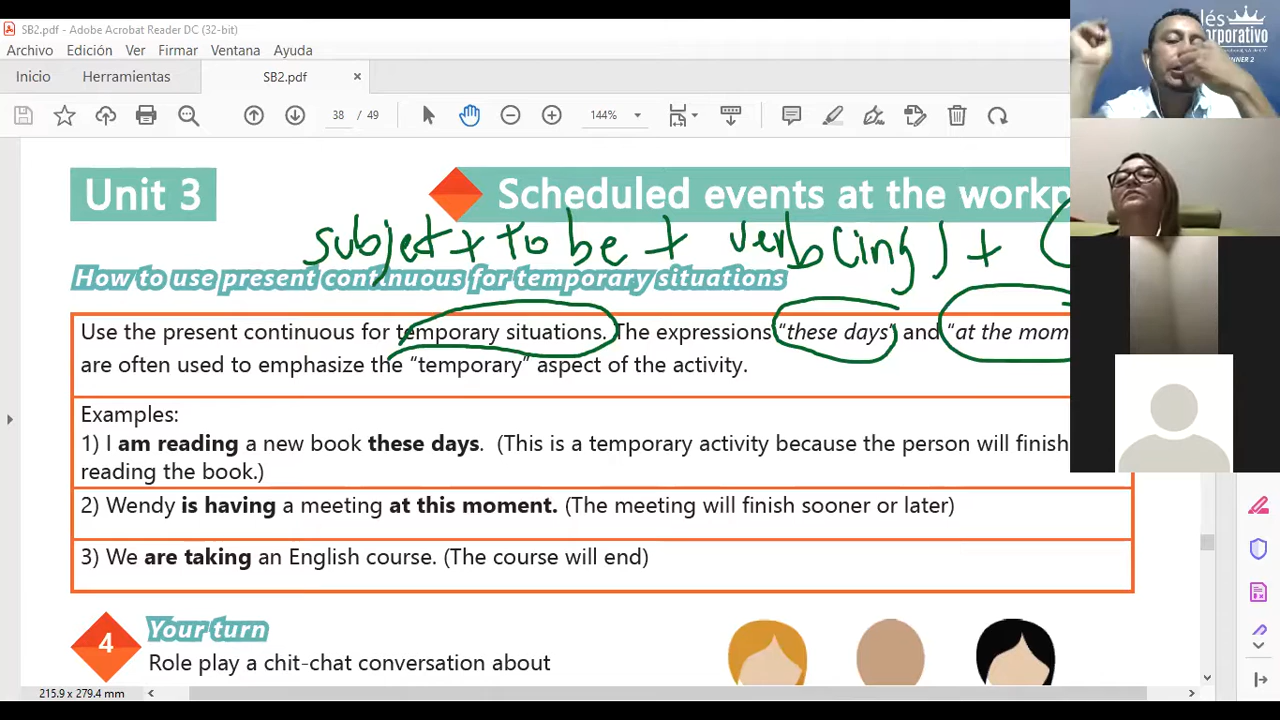 SB2.pdf - Adobe Acrobat Reader DC (32-bit)
Archivo Edición Ver Firmar Ventana Ayuda
Inicio Herramientas SB2.pdf ×
38 / 49 144%
lés
orporativo
NNER 2
Unit 3 Scheduled events at the workp
subjet + to be + verb (ing) + (
How to use present continuous for temporary situations
Use the present continuous for temporary situations. The expressions “these days” and “at the mom
are often used to emphasize the “temporary” aspect of the activity.
Examples:
1) I am reading a new book these days. (This is a temporary activity because the person will finish
reading the book.)
2) Wendy is having a meeting at this moment. (The meeting will finish sooner or later)
3) We are taking an English course. (The course will end)
4 Your turn
Role play a chit-chat conversation about
215.9 x 279.4 mm